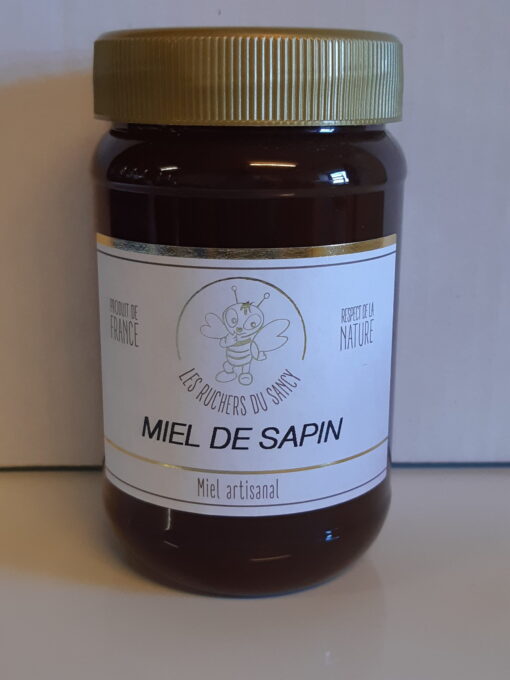 PRODUIT DE
FRANCE
RESPECT DE LA
NATURE
LES RUCHERS DU SANCY
MIEL DE SAPIN
Miel artisanal